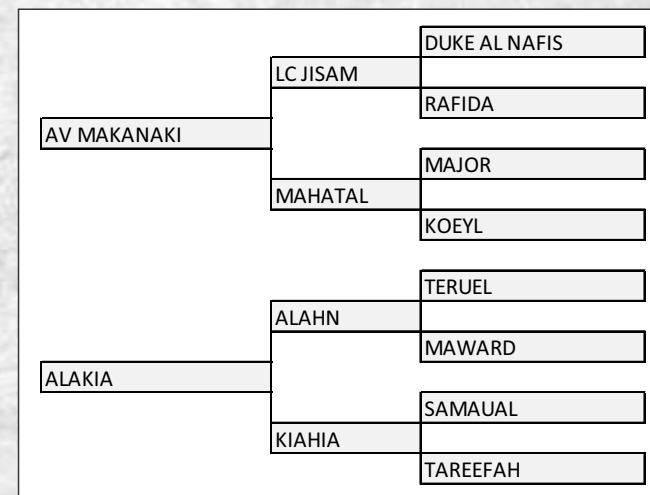 DUKE AL NAFIS
LC JISAM
RAFIDA
AV MAKANAKI
MAJOR
MAHATAL
KOEYL
TERUEL
ALAHN
MAWARD
ALAKIA
SAMAUAL
KIAHIA
TAREEFAH